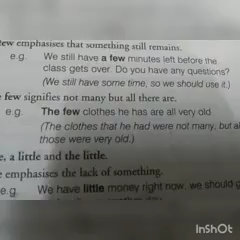 few emphasises that something still remains.
e.g. We still have a few minutes left before the
class gets over. Do you have any questions?
(We still have some time, so we should use it.)
few signifies not many but all there are.
e.g. The few clothes he has are all very old.
(The clothes that he had were not many, but al
those were very old.)
e, a little and the little.
emphasises the lack of something.
e.g. We have little money right now, we should g
InShOt